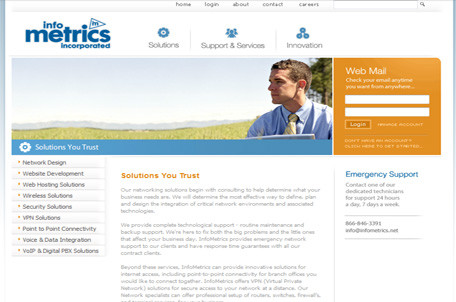 home login about contact careers
info
metrics
incorporated
Solutions Support & Services Innovation
Web Mail
Check your email anytime
you want from anywhere...
Login MANAGE ACCOUNT
DON'T HAVE AN ACCOUNT?
CLICK HERE TO GET STARTED...
Solutions You Trust
Network Design
Website Development
Web Hosting Solutions
Wireless Solutions
Security Solutions
VPN Solutions
Point to Point Connectivity
Voice & Data Integration
VoIP & Digital PBX Solutions
Solutions You Trust
Our networking solutions begin with consulting to help determine what your
business needs are. We will determine the most effective way to define, plan
and design the integration of critical network environments and associated
technologies.
We provide complete technological support - routine maintenance and
backup support. We're here to fix both the big problems and the little ones
that affect your business day. InfoMetrics provides emergency network
support to our clients and have response time guarantees with all our
contract clients.
Beyond these services, InfoMetrics can provide innovative solutions for
internet access, including point-to-point connectivity for branch offices you
would like to connect together. InfoMetrics offers VPN (Virtual Private
Network) solutions for secure access to your network at a distance. Our
Network specialists can offer professional setup of routers, switches, firewall's,
Emergency Support
Contact one of our
dedicated technicians
for support 24 hours
a day, 7 days a week.
866-846-3391
info@infometrics.net